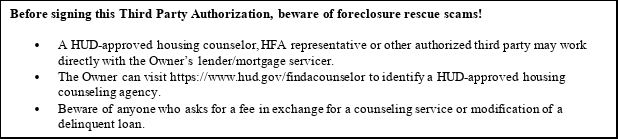 Before signing this Third Party Authorization, beware of foreclosure rescue scams!
• A HUD-approved housing counselor, HFA representative or other authorized third party may work
directly with the Owner's lender/mortgage servicer.
• The Owner can visit https://www.hud.gov/findacounselor to identify a HUD-approved housing
counseling agency.
• Beware of anyone who asks for a fee in exchange for a counseling service or modification of a
delinquent loan.